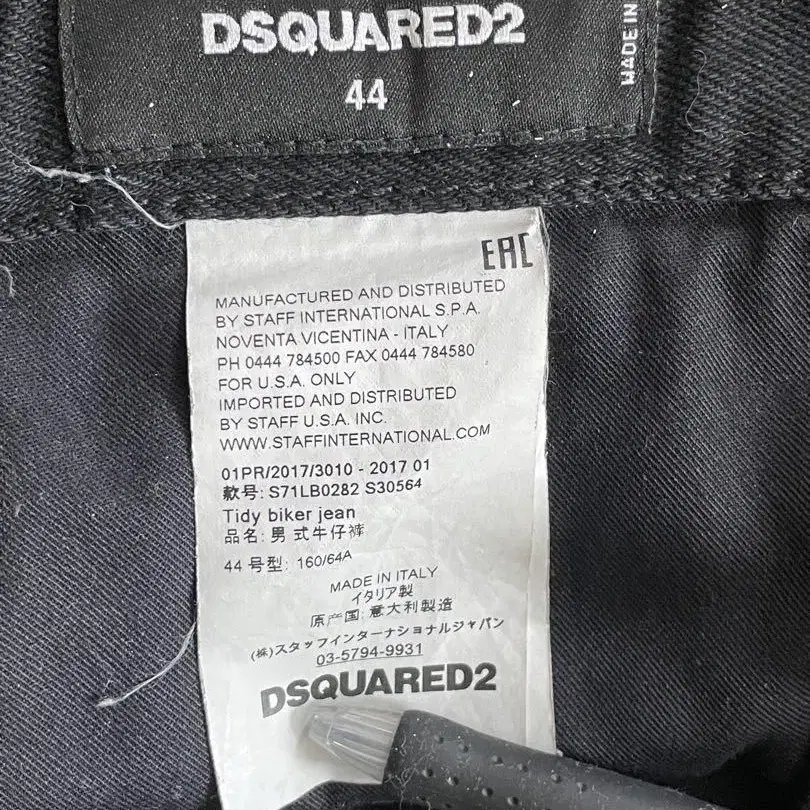 DSQUARED2
44
MADE IN
EAC
MANUFACTURED AND DISTRIBUTED
BY STAFF INTERNATIONAL S.P.A.
NOVENTA VICENTINA - ITALY
PH 0444 784500 FAX 0444 784580
FOR U.S.A. ONLY
IMPORTED AND DISTRIBUTED
BY STAFF U.S.A. INC.
WWW.STAFFINTERNATIONAL.COM
01PR/2017/3010 - 2017 01
款号: S71LB0282 S30564
Tidy biker jean
品名: 男 式牛仔裤
44 号型: 160/64A
MADE IN ITALY
イタリア製
原产国: 意大利製造
(株)スタッフインターナショナルジャパン
03-5794-9931
DSQUARED2